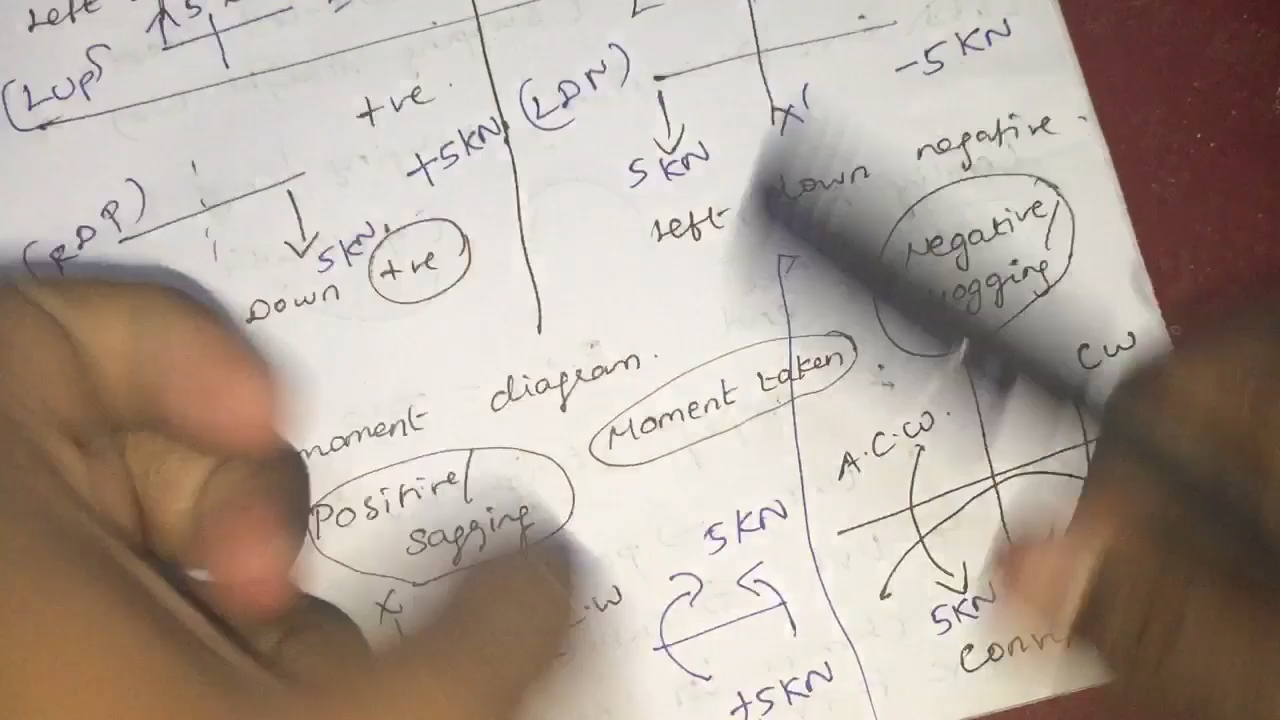 Left
5
(LUP)
+ve.
+5KN
(LDN)
5KN
-5KN
X'
left down negative.
(RDP)
5KN.
Down +ve
moment diagram.
Moment taken
Negative/
Positive/
sagging
X
5KN
+5KN
CW
A.C.W.
5KN